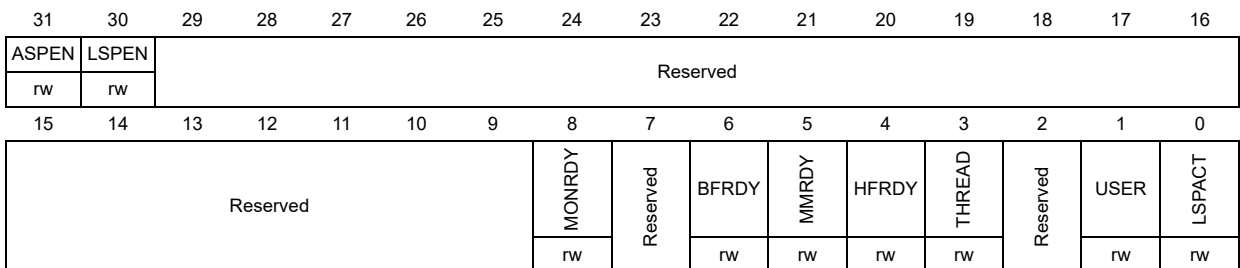 31 30 29 28 27 26 25 24 23 22 21 20 19 18 17 16
ASPEN LSPEN Reserved
rw rw
15 14 13 12 11 10 9 8 7 6 5 4 3 2 1 0
Reserved MONRDY Reserved BFRDY MMRDY HFRDY THREAD Reserved USER LSPACT
rw rw rw rw rw rw rw